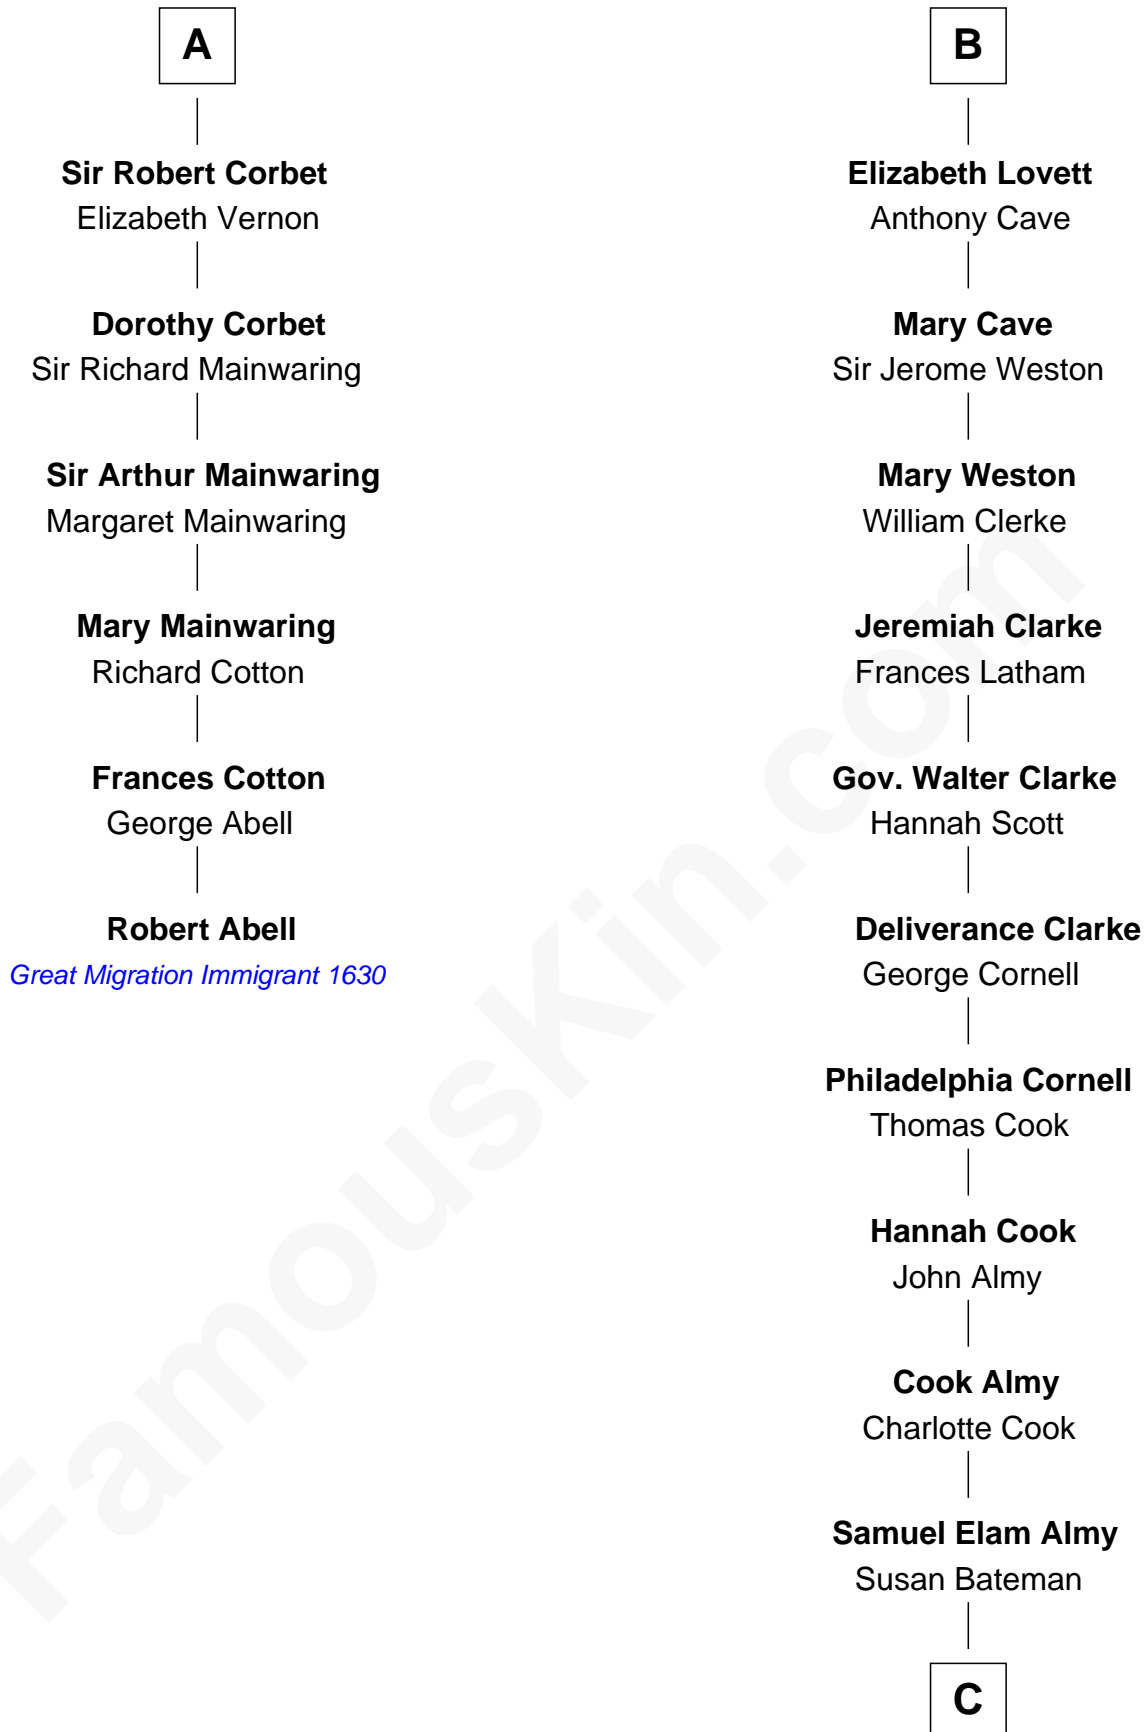 A
Sir Robert Corbet
Elizabeth Vernon
Dorothy Corbet
Sir Richard Mainwaring
Sir Arthur Mainwaring
Margaret Mainwaring
Mary Mainwaring
Richard Cotton
Frances Cotton
George Abell
Robert Abell
Great Migration Immigrant 1630
B
Elizabeth Lovett
Anthony Cave
Mary Cave
Sir Jerome Weston
Mary Weston
William Clerke
Jeremiah Clarke
Frances Latham
Gov. Walter Clarke
Hannah Scott
Deliverance Clarke
George Cornell
Philadelphia Cornell
Thomas Cook
Hannah Cook
John Almy
Cook Almy
Charlotte Cook
Samuel Elam Almy
Susan Bateman
C
FamousKin.com